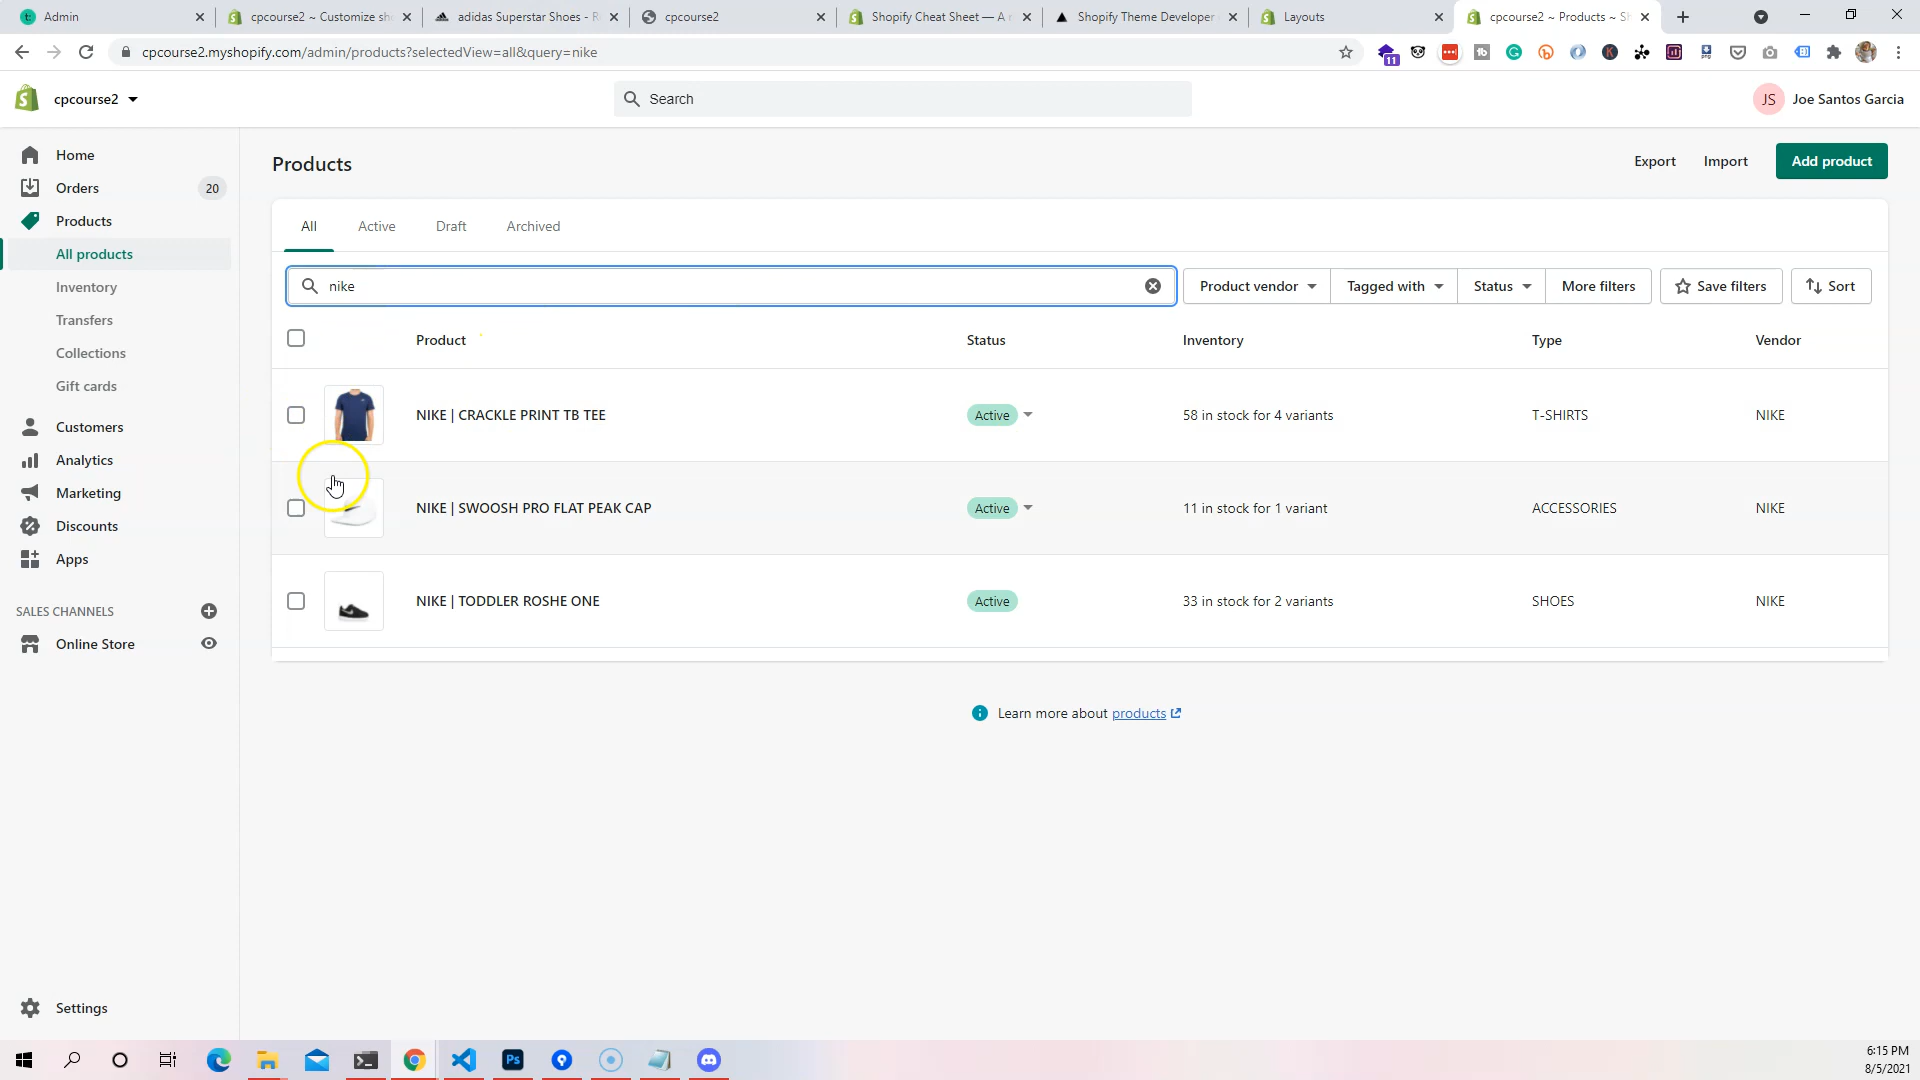 Admin
cpcourse2 ~ Customize sh
adidas Superstar Shoes - R
cpcourse2
Shopify Cheat Sheet — A r
Shopify Theme Developer
Layouts
cpcourse2 ~ Products ~ Sh
cpcourse2.myshopify.com/admin/products?selectedView=all&query=nike
11
cpcourse2
Search
JS
Joe Santos Garcia
Home
Orders
20
Products
All products
Inventory
Transfers
Collections
Gift cards
Customers
Analytics
Marketing
Discounts
Apps
SALES CHANNELS
Online Store
Settings
Products
Export
Import
Add product
All
Active
Draft
Archived
nike
Product vendor
Tagged with
Status
More filters
Save filters
Sort
Product
Status
Inventory
Type
Vendor
NIKE | CRACKLE PRINT TB TEE
Active
58 in stock for 4 variants
T-SHIRTS
NIKE
NIKE | SWOOSH PRO FLAT PEAK CAP
Active
11 in stock for 1 variant
ACCESSORIES
NIKE
NIKE | TODDLER ROSHE ONE
Active
33 in stock for 2 variants
SHOES
NIKE
Learn more about products
Ps
6:15 PM
8/5/2021